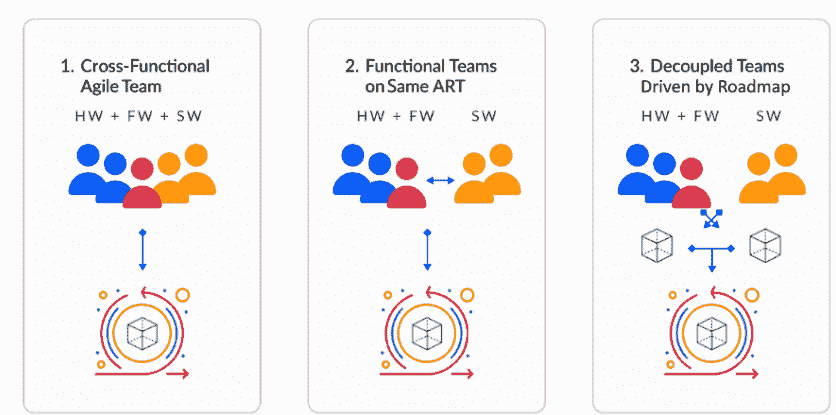 1. Cross-Functional
Agile Team
HW + FW + SW
2. Functional Teams
on Same ART
HW + FW SW
3. Decoupled Teams
Driven by Roadmap
HW + FW SW